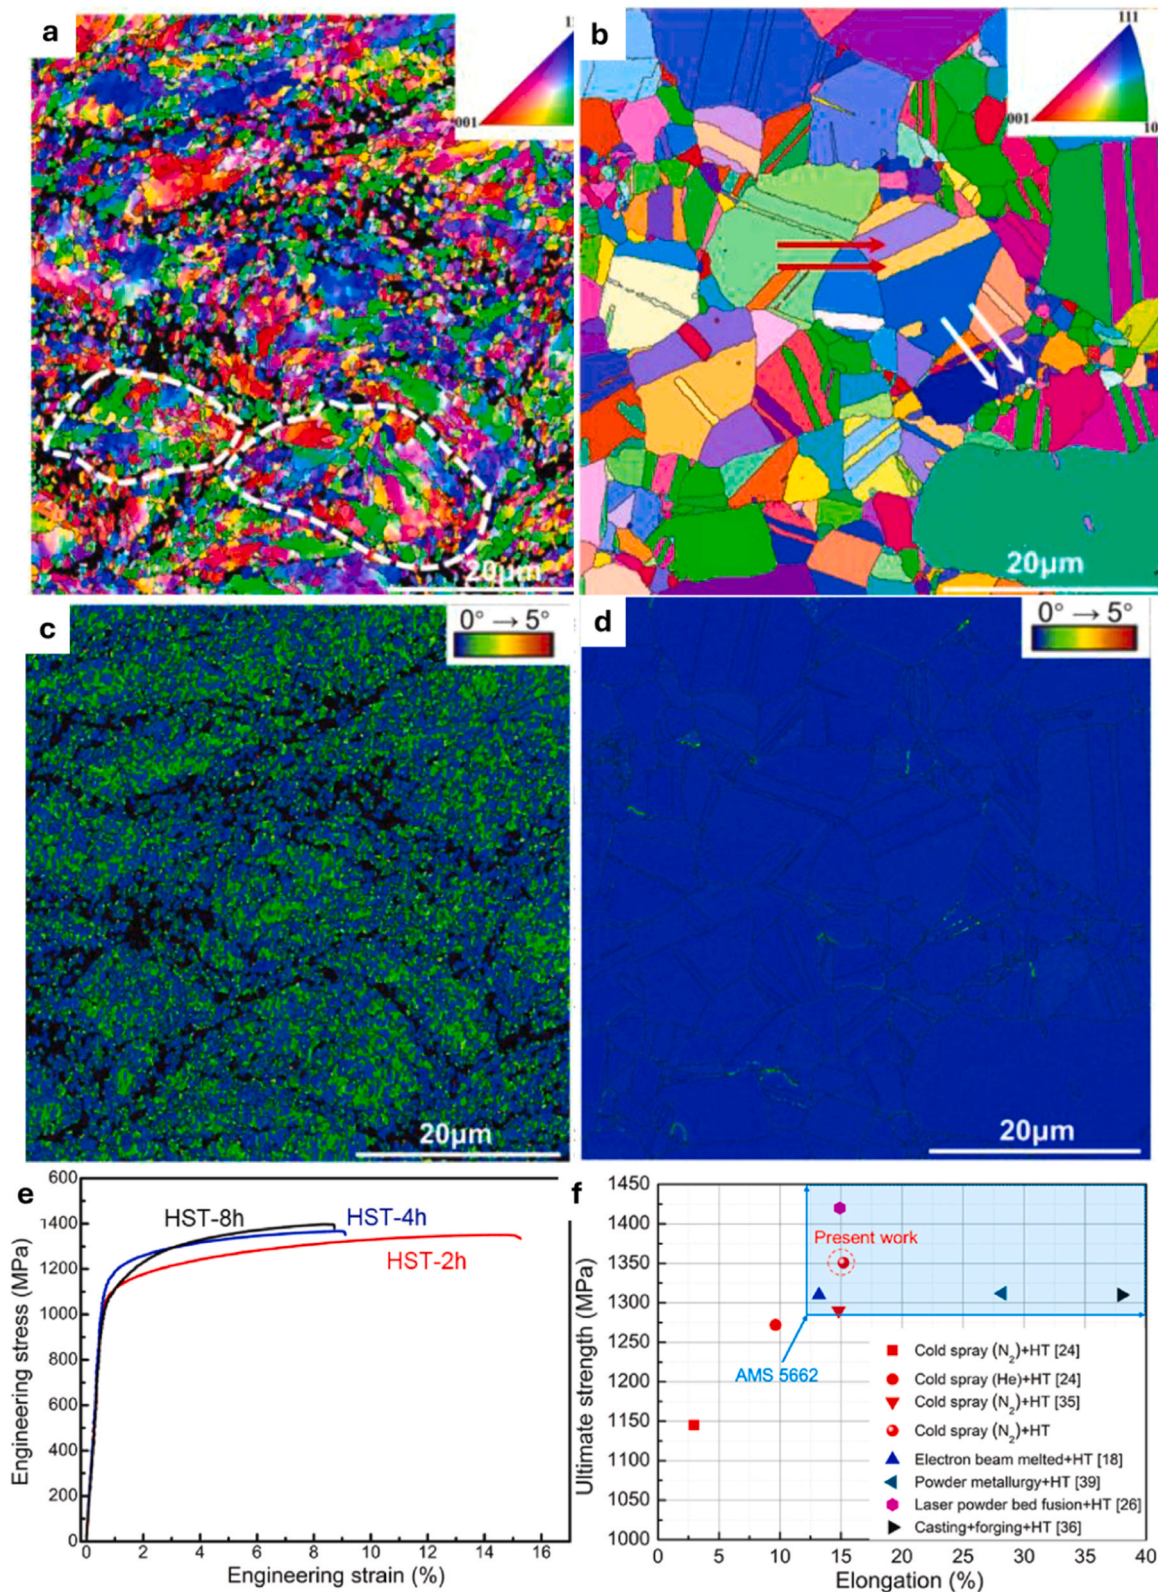 a
001
20μm
b
111
001
10
20μm
c
0° → 5°
20μm
d
0° → 5°
20μm
e
Engineering stress (MPa)
600
1400
1200
1000
800
600
400
200
0
HST-8h
HST-4h
HST-2h
0 2 4 6 8 10 12 14 16
Engineering strain (%)
f
Ultimate strength (MPa)
1450
1400
1350
1300
1250
1200
1150
1100
1050
1000
Present work
AMS 5662
Cold spray (N2)+HT [24]
Cold spray (He)+HT [24]
Cold spray (N2)+HT [35]
Cold spray (N2)+HT
Electron beam melted+HT [18]
Powder metallurgy+HT [39]
Laser powder bed fusion+HT [26]
Casting+forging+HT [36]
0 5 10 15 20 25 30 35 40
Elongation (%)